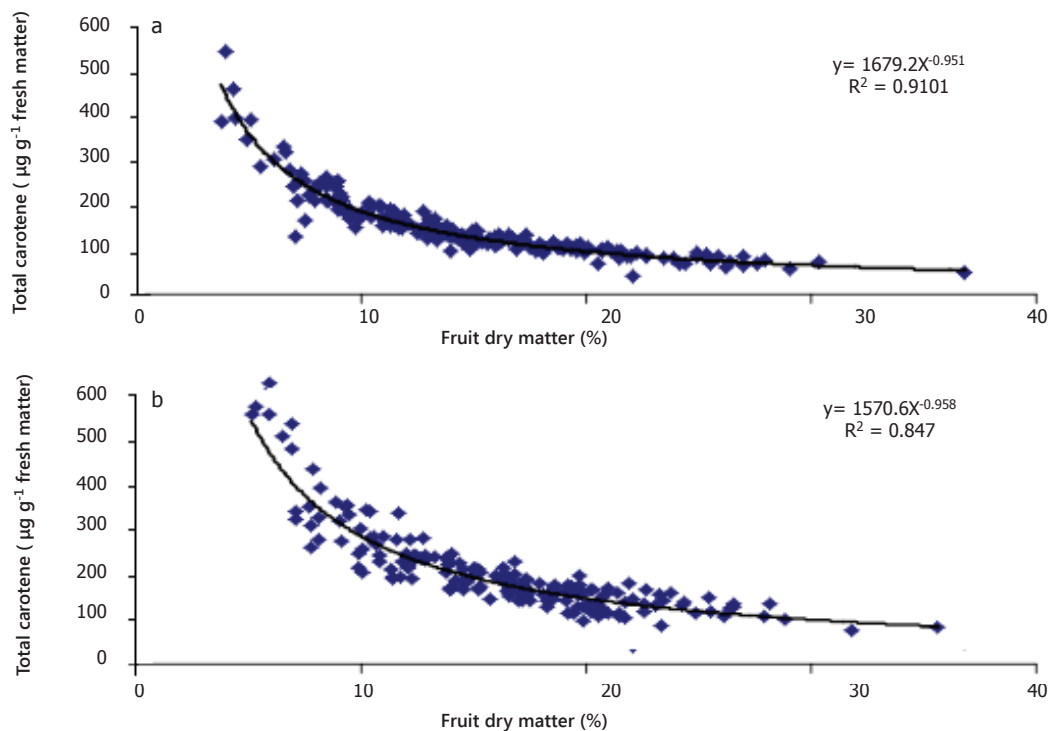 a
y= 1679.2X-0.951
R2 = 0.9101
Total carotene ( µg g-1 fresh matter)
600
500
400
300
200
100
0
0 10 20 30 40
Fruit dry matter (%)
b
y= 1570.6X-0.958
R2 = 0.847
Total carotene ( µg g-1 fresh matter)
600
500
400
300
200
100
0
0 10 20 30 40
Fruit dry matter (%)